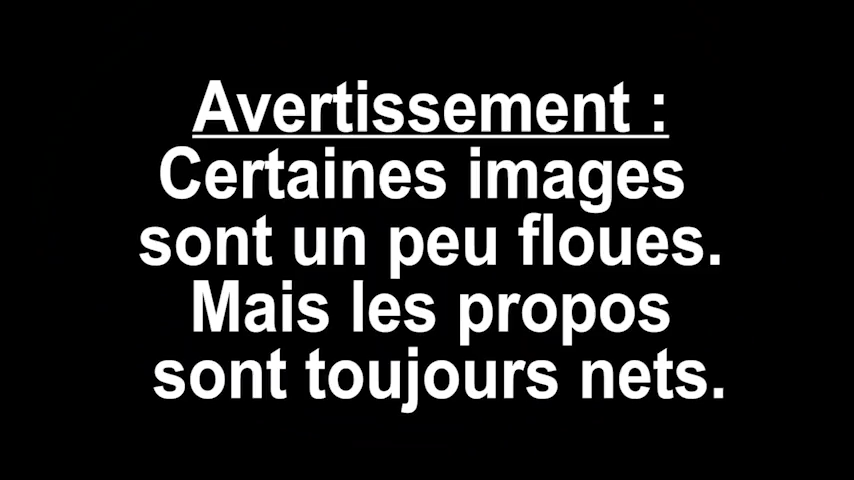 Avertissement :
Certaines images
sont un peu floues.
Mais les propos
sont toujours nets.